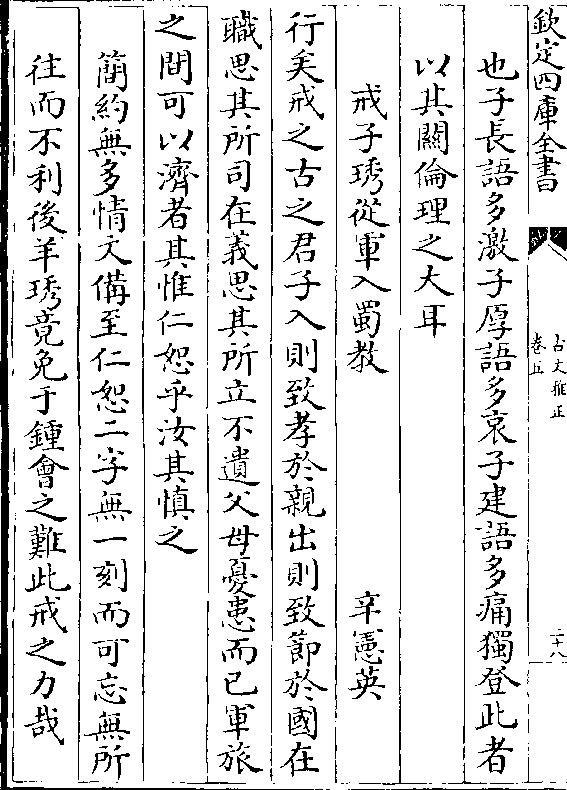 欽定四庫全書
古文雅正
卷五
二十八
也子長語多激子厚語多哀子建語多痛獨登此者
以其關倫理之大耳
戒子琇從軍入蜀教
辛憲英
行矣戒之古之君子入則致孝於親出則致節於國在
職思其所司在義思其所立不遺父母憂患而已軍旅
之間可以濟者其惟仁恕乎汝其慎之
簡約無多情文備至仁恕二字無一刻而可忘無所
往而不利後羊琇竟免于鍾會之難此戒之力哉